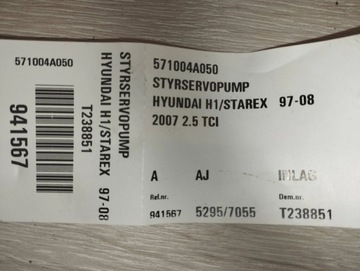 571004A050
STYRSERVOPUMP
HYUNDAI H1/STAREX 97-08
T238851
941567
571004A050
STYRSERVOPUMP
HYUNDAI H1/STAREX 97-08
2007 2.5 TCI
A AJ INLAG
Ref.nr. Dem.nr.
941567 5295/7055 T238851